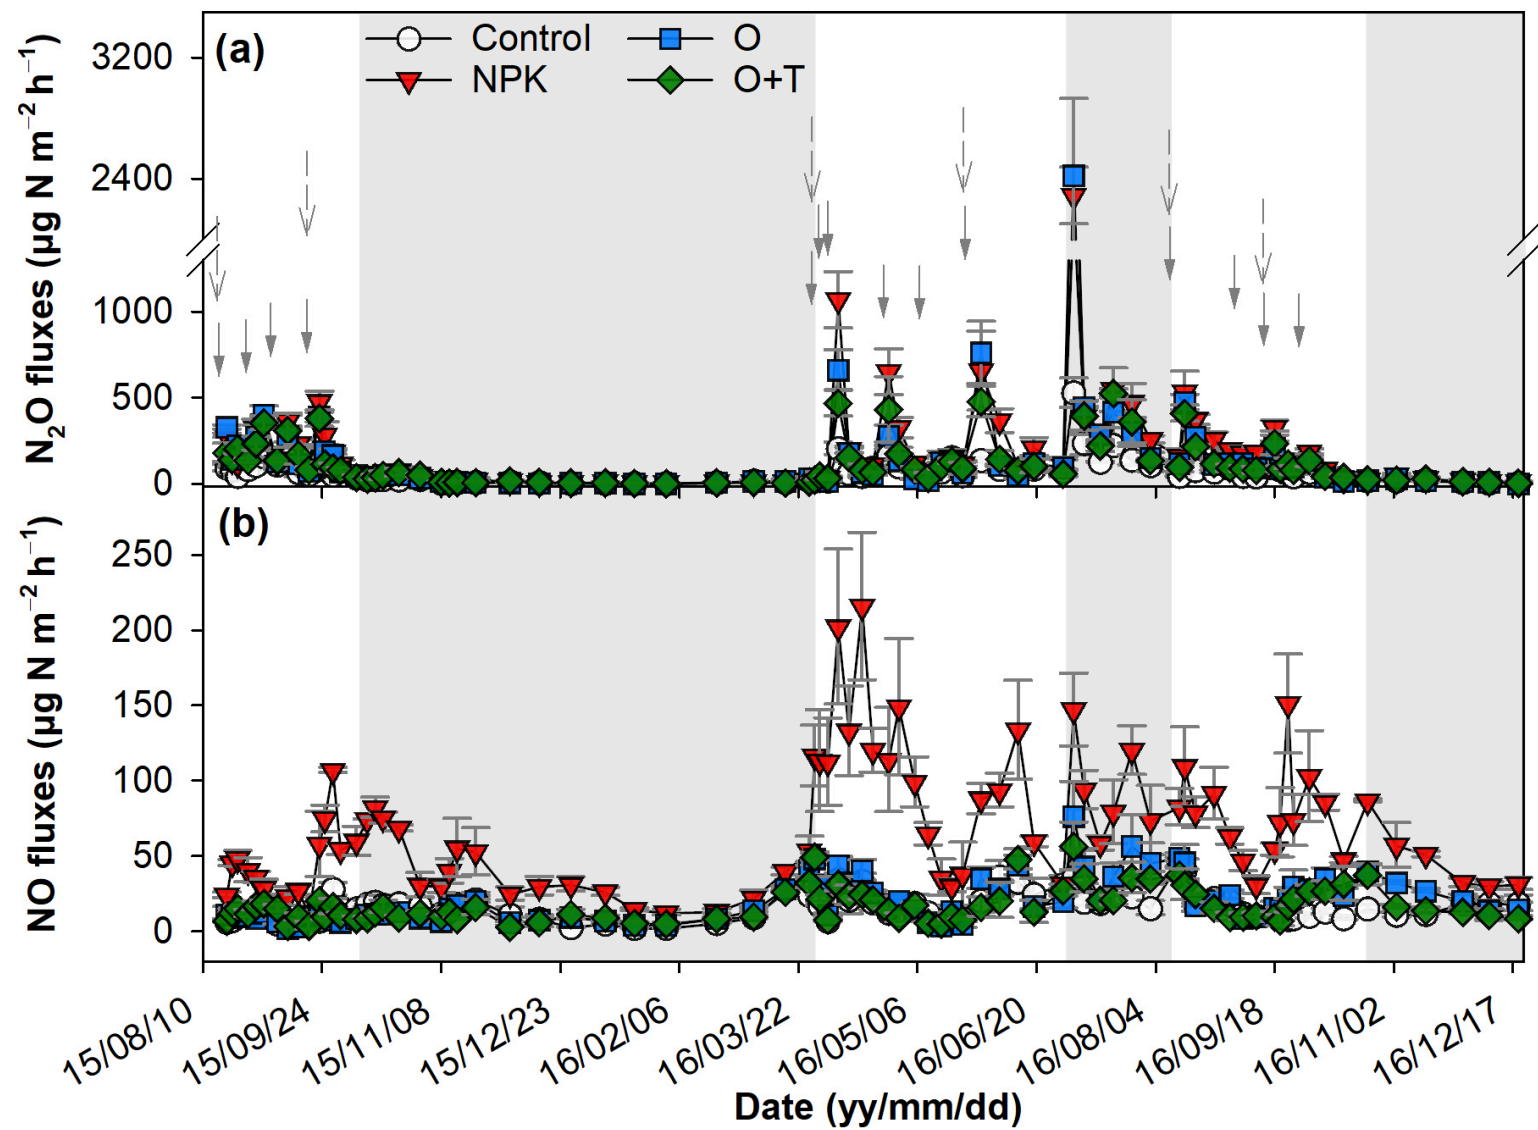 (a)
Control
O
NPK
O+T
3200
2400
1000
500
0
N₂O fluxes (µg N m⁻² h⁻¹)
(b)
250
200
150
100
50
0
NO fluxes (µg N m⁻² h⁻¹)
15/08/10
15/09/24
15/11/08
15/12/23
16/02/06
16/03/22
16/05/06
16/06/20
16/08/04
16/09/18
16/11/02
16/12/17
Date (yy/mm/dd)